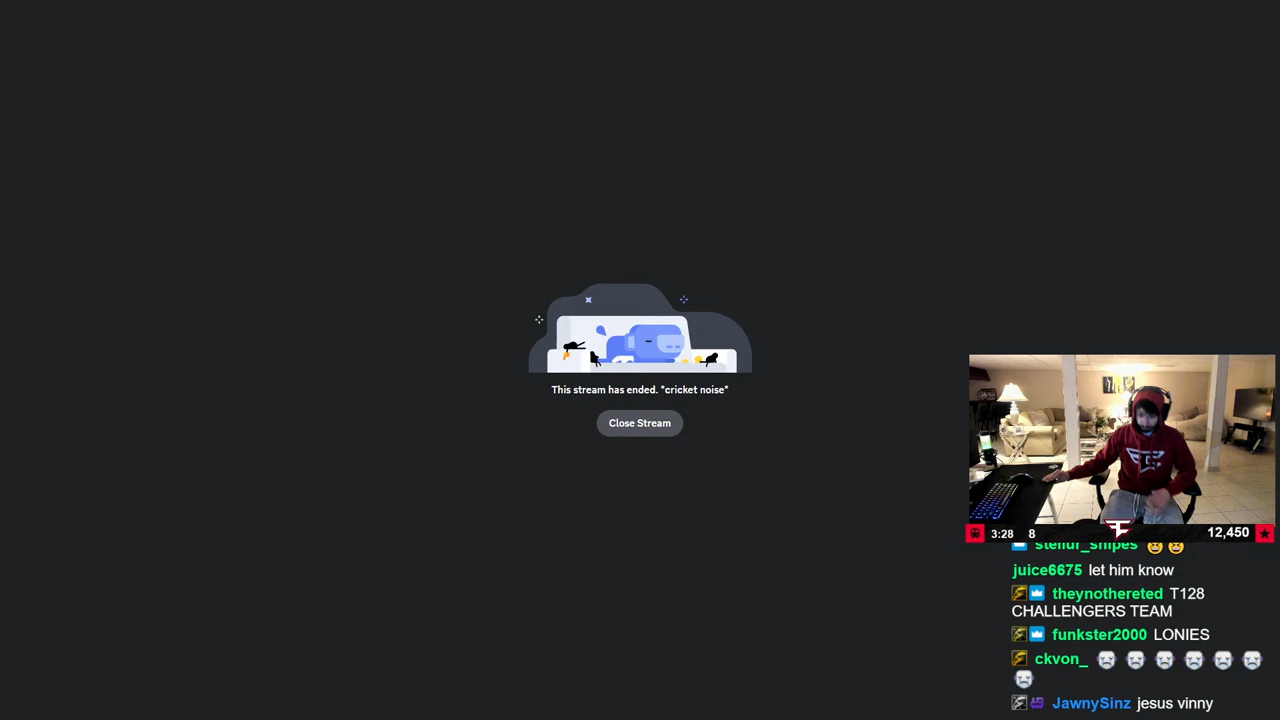 This stream has ended. *cricket noise*
Close Stream
3:28 8 12,450
stellur_snipes
juice6675 let him know
theynothereted T128
CHALLENGERS TEAM
funkster2000 LONIES
ckvon_
JawnySinz jesus vinny